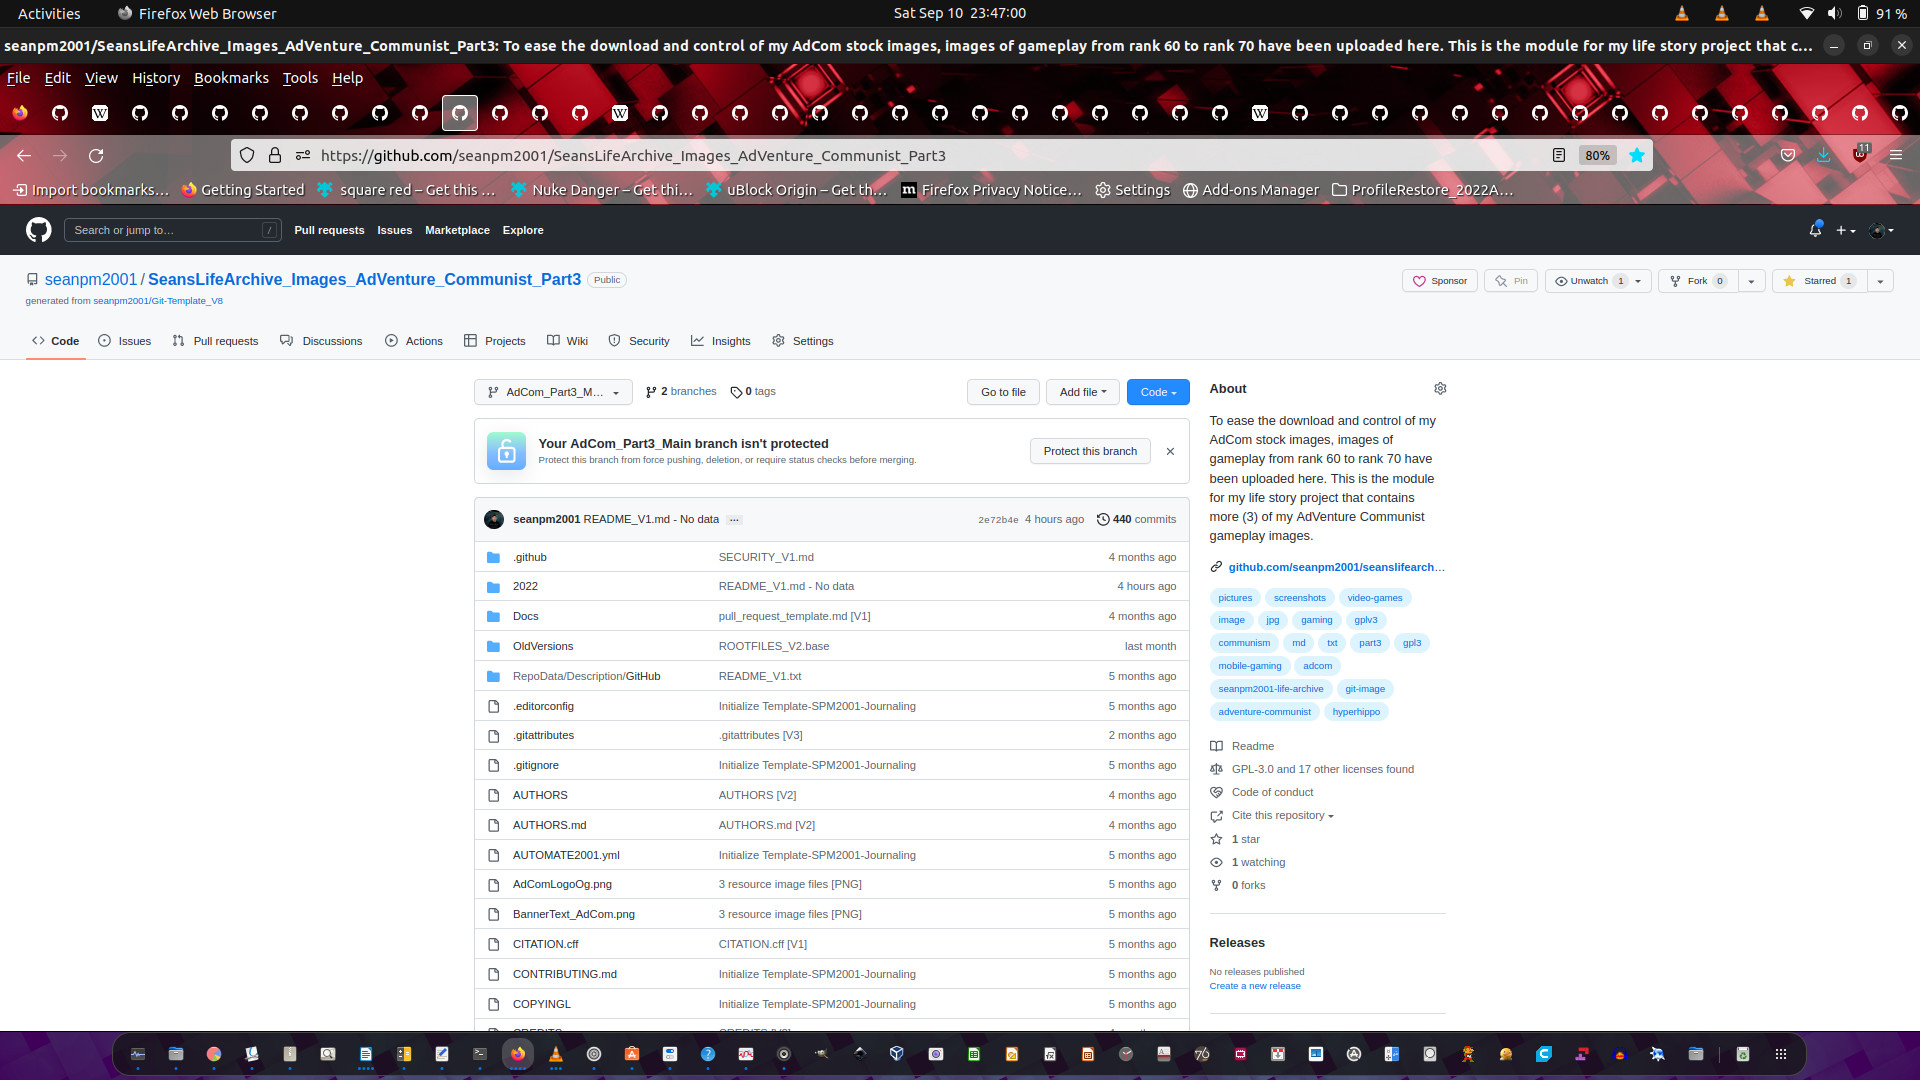 Activities Firefox Web Browser Sat Sep 10 23:47:00 91 %
seanpm2001/SeansLifeArchive_Images_AdVenture_Communist_Part3: To ease the download and control of my AdCom stock images, images of gameplay from rank 60 to rank 70 have been uploaded here. This is the module for my life story project that c…
File Edit View History Bookmarks Tools Help
https://github.com/seanpm2001/SeansLifeArchive_Images_AdVenture_Communist_Part3 80% 11
Import bookmarks… Getting Started square red – Get this … Nuke Danger – Get thi… uBlock Origin – Get th… Firefox Privacy Notice… Settings Add-ons Manager ProfileRestore_2022A…
Search or jump to… / Pull requests Issues Marketplace Explore
seanpm2001 / SeansLifeArchive_Images_AdVenture_Communist_Part3 Public Sponsor Pin Unwatch 1 Fork 0 Starred 1
generated from seanpm2001/Git-Template_V8
Code Issues Pull requests Discussions Actions Projects Wiki Security Insights Settings
AdCom_Part3_M… 2 branches 0 tags Go to file Add file Code
Your AdCom_Part3_Main branch isn't protected
Protect this branch from force pushing, deletion, or require status checks before merging.
Protect this branch
seanpm2001 README_V1.md - No data … 2e72b4e 4 hours ago 440 commits
.github SECURITY_V1.md 4 months ago
2022 README_V1.md - No data 4 hours ago
Docs pull_request_template.md [V1] 4 months ago
OldVersions ROOTFILES_V2.base last month
RepoData/Description/GitHub README_V1.txt 5 months ago
.editorconfig Initialize Template-SPM2001-Journaling 5 months ago
.gitattributes .gitattributes [V3] 2 months ago
.gitignore Initialize Template-SPM2001-Journaling 5 months ago
AUTHORS AUTHORS [V2] 4 months ago
AUTHORS.md AUTHORS.md [V2] 4 months ago
AUTOMATE2001.yml Initialize Template-SPM2001-Journaling 5 months ago
AdComLogoOg.png 3 resource image files [PNG] 5 months ago
BannerText_AdCom.png 3 resource image files [PNG] 5 months ago
CITATION.cff CITATION.cff [V1] 5 months ago
CONTRIBUTING.md Initialize Template-SPM2001-Journaling 5 months ago
COPYINGL Initialize Template-SPM2001-Journaling 5 months ago
About
To ease the download and control of my
AdCom stock images, images of
gameplay from rank 60 to rank 70 have
been uploaded here. This is the module
for my life story project that contains
more (3) of my AdVenture Communist
gameplay images.
github.com/seanpm2001/seanslifearch…
pictures screenshots video-games
image jpg gaming gplv3
communism md txt part3 gpl3
mobile-gaming adcom
seanpm2001-life-archive git-image
adventure-communist hyperhippo
Readme
GPL-3.0 and 17 other licenses found
Code of conduct
Cite this repository
1 star
1 watching
0 forks
Releases
No releases published
Create a new release